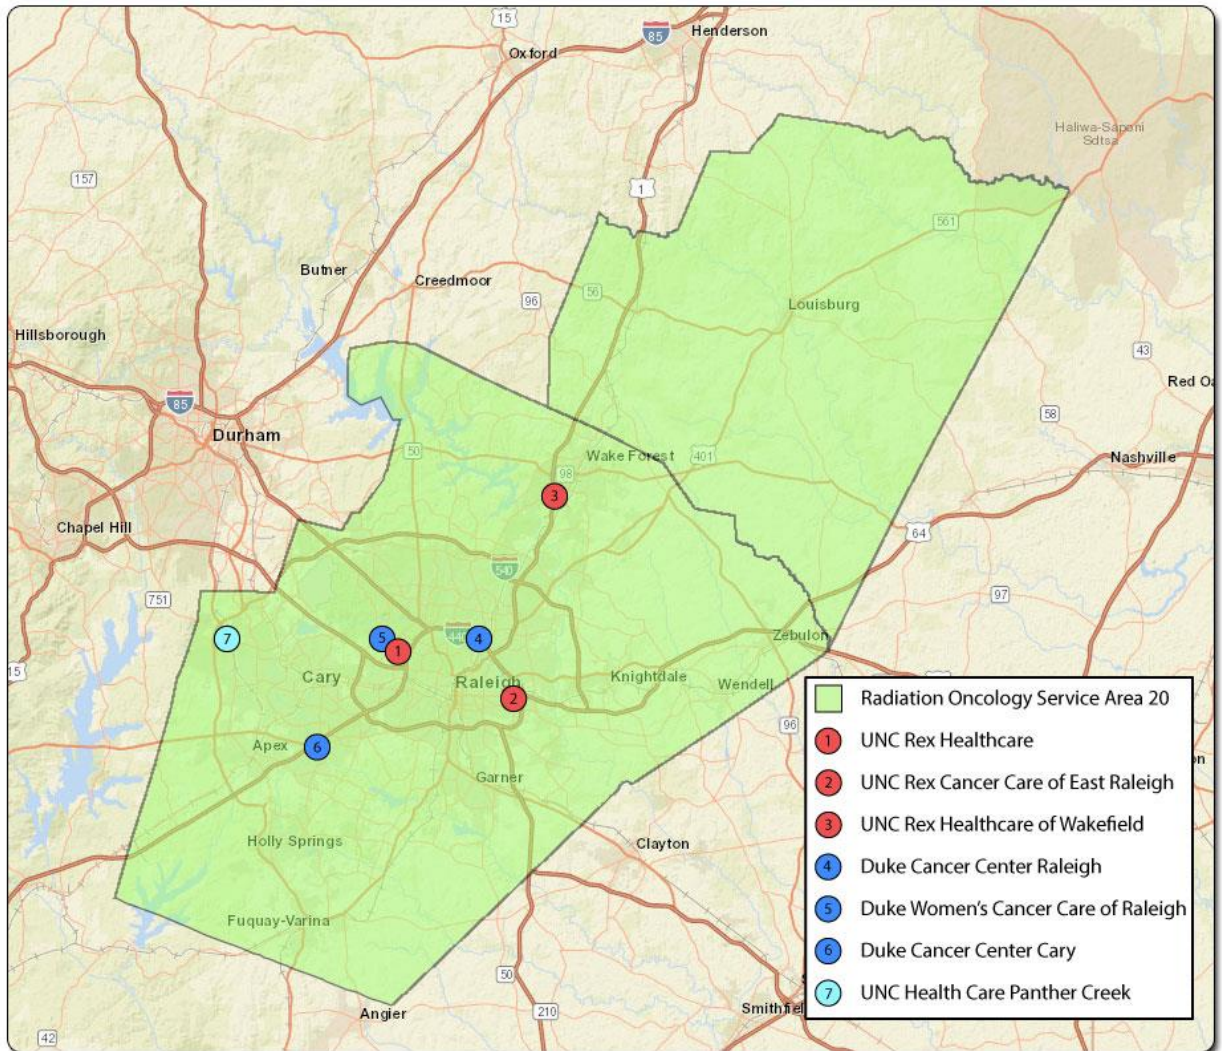 15
85
Henderson
Oxford
Haliwa-Saponi
Sdtsa
157
1
561
Butner
Creedmoor
96
56
Louisburg
Hillsborough
43
85
58
Durham
50
Wake Forest
401
98
Nashville
3
Chapel Hill
64
540
751
97
7
5
440
4
1
Zebulon
15
Cary
Raleigh
Knightdale
Wendell
2
96
Apex
6
Garner
Holly Springs
Clayton
Fuquay-Varina
50
Angier
210
42
Radiation Oncology Service Area 20
1 UNC Rex Healthcare
2 UNC Rex Cancer Care of East Raleigh
3 UNC Rex Healthcare of Wakefield
4 Duke Cancer Center Raleigh
5 Duke Women's Cancer Care of Raleigh
6 Duke Cancer Center Cary
7 UNC Health Care Panther Creek